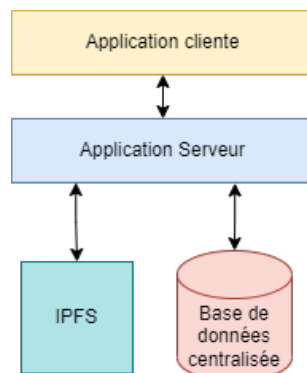 Application cliente
Application Serveur
IPFS
Base de
données
centralisée